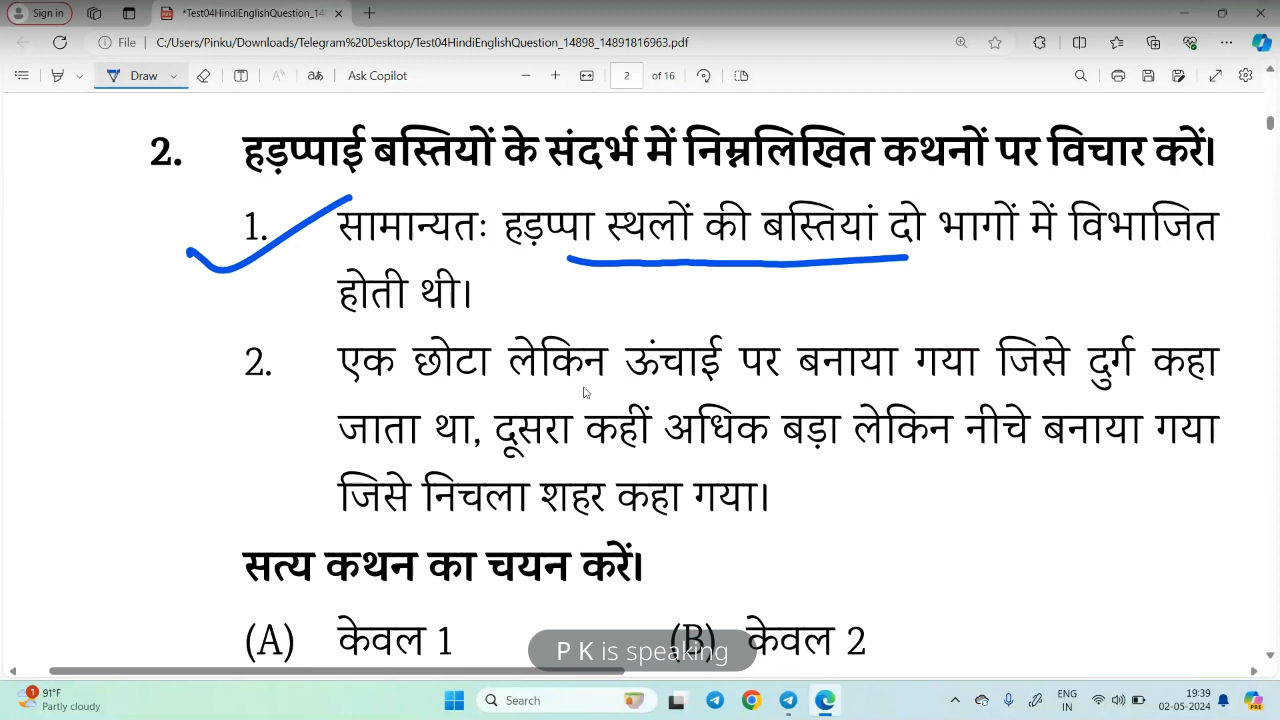 Sign in
*Test04HindiEnglishQuestion_148
File
C:/Users/Pinku/Downloads/Telegram%20Desktop/Test04HindiEnglishQuestion_14898_14891816963.pdf
Draw
Ask Copilot
2 of 16
2. हड़प्पाई बस्तियों के संदर्भ में निम्नलिखित कथनों पर विचार करें।
1. सामान्यतः हड़प्पा स्थलों की बस्तियां दो भागों में विभाजित
होती थी।
2. एक छोटा लेकिन ऊंचाई पर बनाया गया जिसे दुर्ग कहा
जाता था, दूसरा कहीं अधिक बड़ा लेकिन नीचे बनाया गया
जिसे निचला शहर कहा गया।
सत्य कथन का चयन करें।
(A) केवल 1 (B) केवल 2
P K is speaking
1
91°F
Partly cloudy
Search
ENG
IN
19:39
02-05-2024
PRE